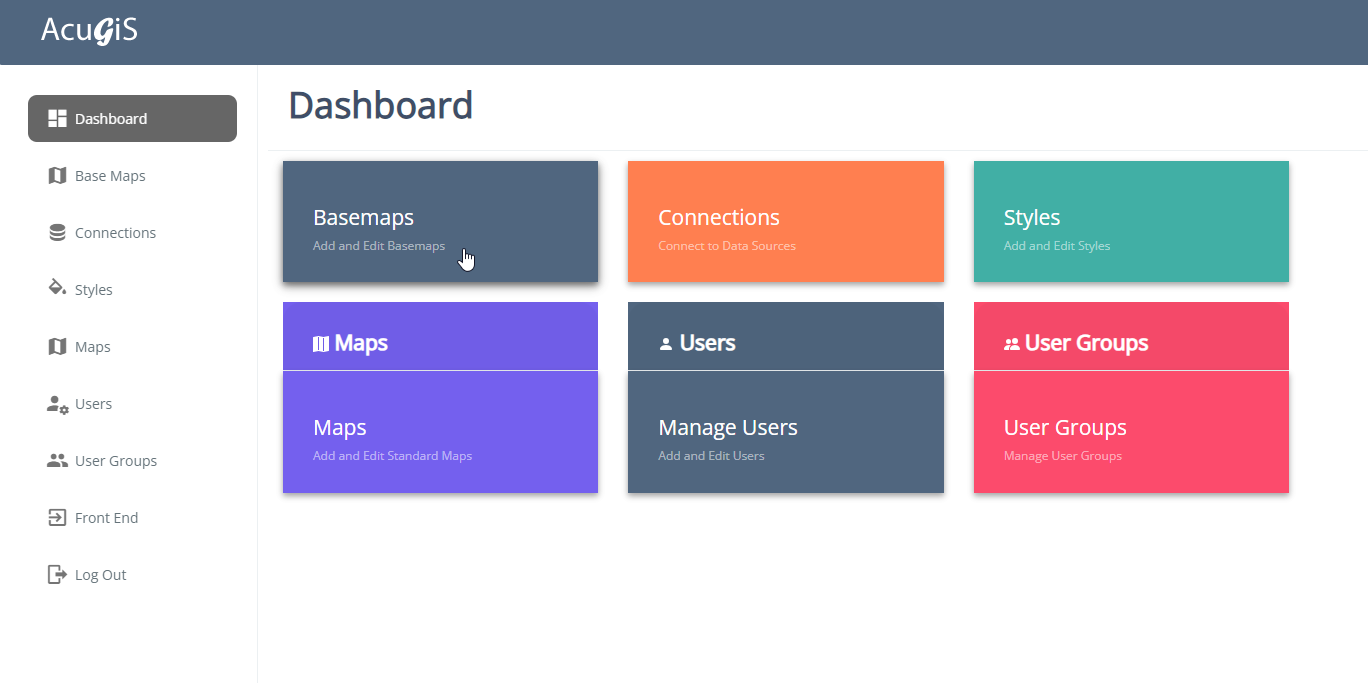 AcuGiS
Dashboard
Base Maps
Connections
Styles
Maps
Users
User Groups
Front End
Log Out
Dashboard
Basemaps
Add and Edit Basemaps
Connections
Connect to Data Sources
Styles
Add and Edit Styles
Maps
Maps
Add and Edit Standard Maps
Users
Manage Users
Add and Edit Users
User Groups
User Groups
Manage User Groups